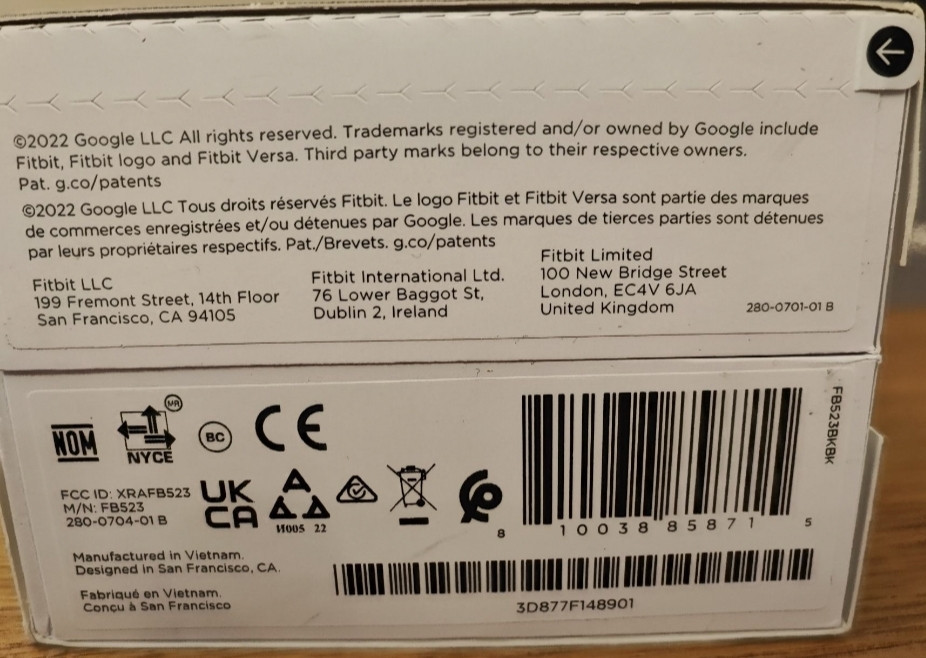 ©2022 Google LLC All rights reserved. Trademarks registered and/or owned by Google include
Fitbit, Fitbit logo and Fitbit Versa. Third party marks belong to their respective owners.
Pat. g.co/patents
©2022 Google LLC Tous droits réservés Fitbit. Le logo Fitbit et Fitbit Versa sont partie des marques
de commerces enregistrées et/ou détenues par Google. Les marques de tierces parties sont détenues
par leurs propriétaires respectifs. Pat./Brevets. g.co/patents
Fitbit LLC
199 Fremont Street, 14th Floor
San Francisco, CA 94105
Fitbit International Ltd.
76 Lower Baggot St,
Dublin 2, Ireland
Fitbit Limited
100 New Bridge Street
London, EC4V 6JA
United Kingdom
280-0701-01 B
NOM
NYCE
MR
BC
CE
FCC ID: XRAFB523
M/N: FB523
280-0704-01 B
UK
CA
И005 22
8 10038 85871 5
FB523BKBK
Manufactured in Vietnam.
Designed in San Francisco, CA.
Fabriqué en Vietnam.
Conçu à San Francisco
3D877F148901